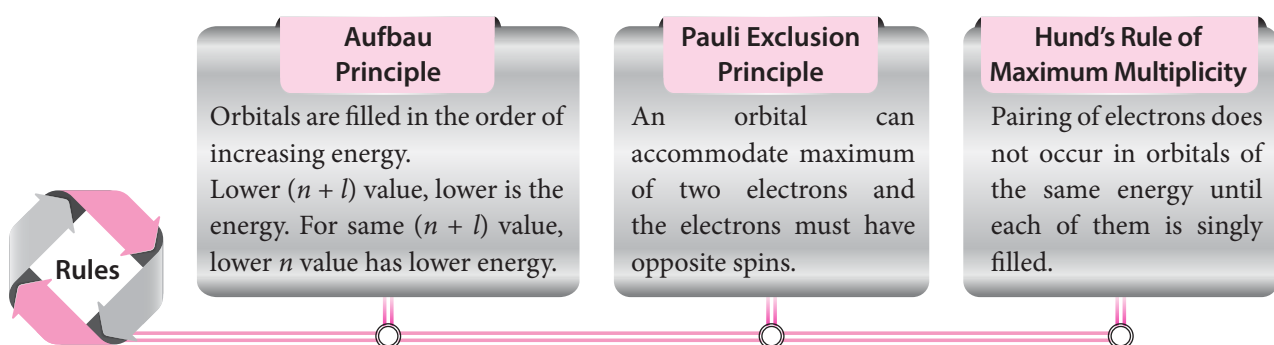 Rules
Aufbau
Principle
Orbitals are filled in the order of
increasing energy.
Lower (n + l) value, lower is the
energy. For same (n + l) value,
lower n value has lower energy.
Pauli Exclusion
Principle
An orbital can
accommodate maximum
of two electrons and
the electrons must have
opposite spins.
Hund’s Rule of
Maximum Multiplicity
Pairing of electrons does
not occur in orbitals of
the same energy until
each of them is singly
filled.